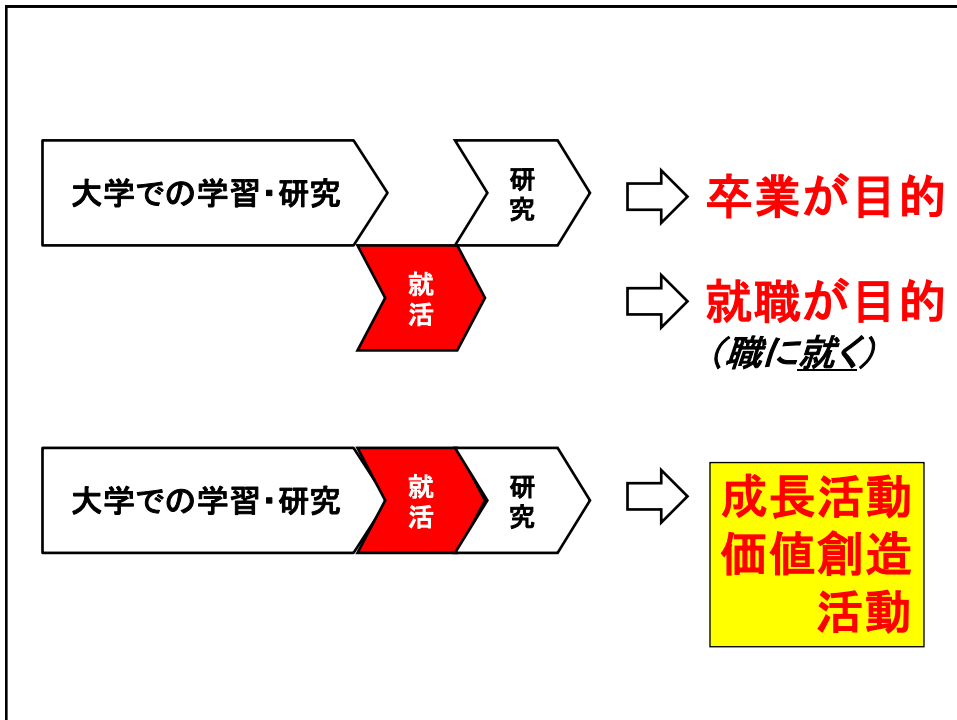 大学での学習・研究
研
究
卒業が目的
就
活
就職が目的
(職に就く)
大学での学習・研究
就
活
研
究
成長活動
価値創造
活動